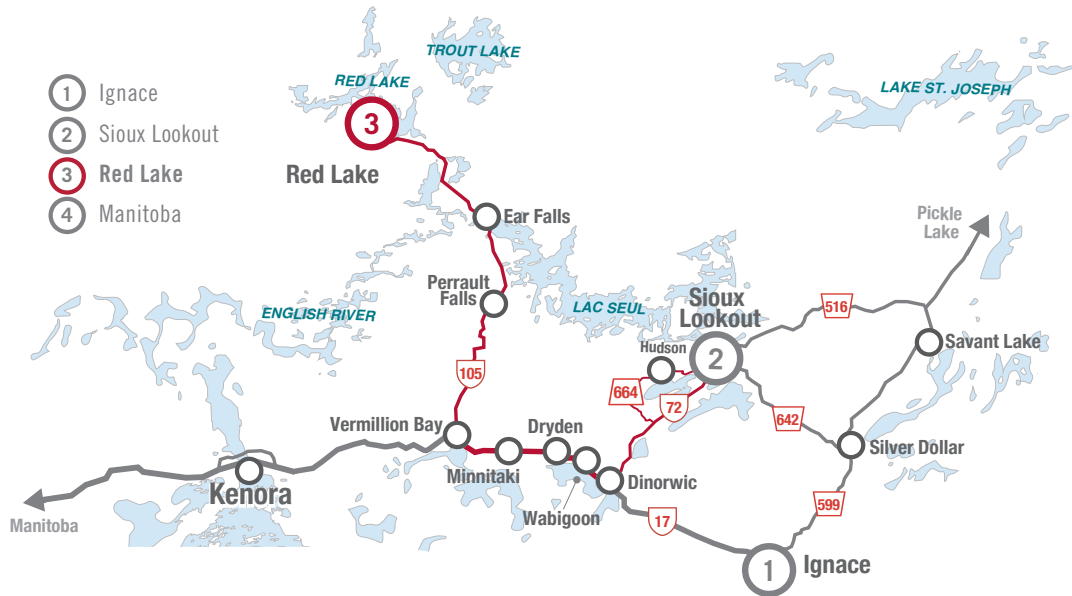 1 Ignace
2 Sioux Lookout
3 Red Lake
4 Manitoba
TROUT LAKE
RED LAKE
LAKE ST. JOSEPH
3
Red Lake
Ear Falls
Pickle
Lake
Perrault
Falls
ENGLISH RIVER
LAC SEUL
Sioux
Lookout
516
Hudson
2
Savant Lake
105
664
72
642
Vermillion Bay
Dryden
Silver Dollar
Minnitaki
Dinorwic
Kenora
Wabigoon
Manitoba
17
599
1
Ignace